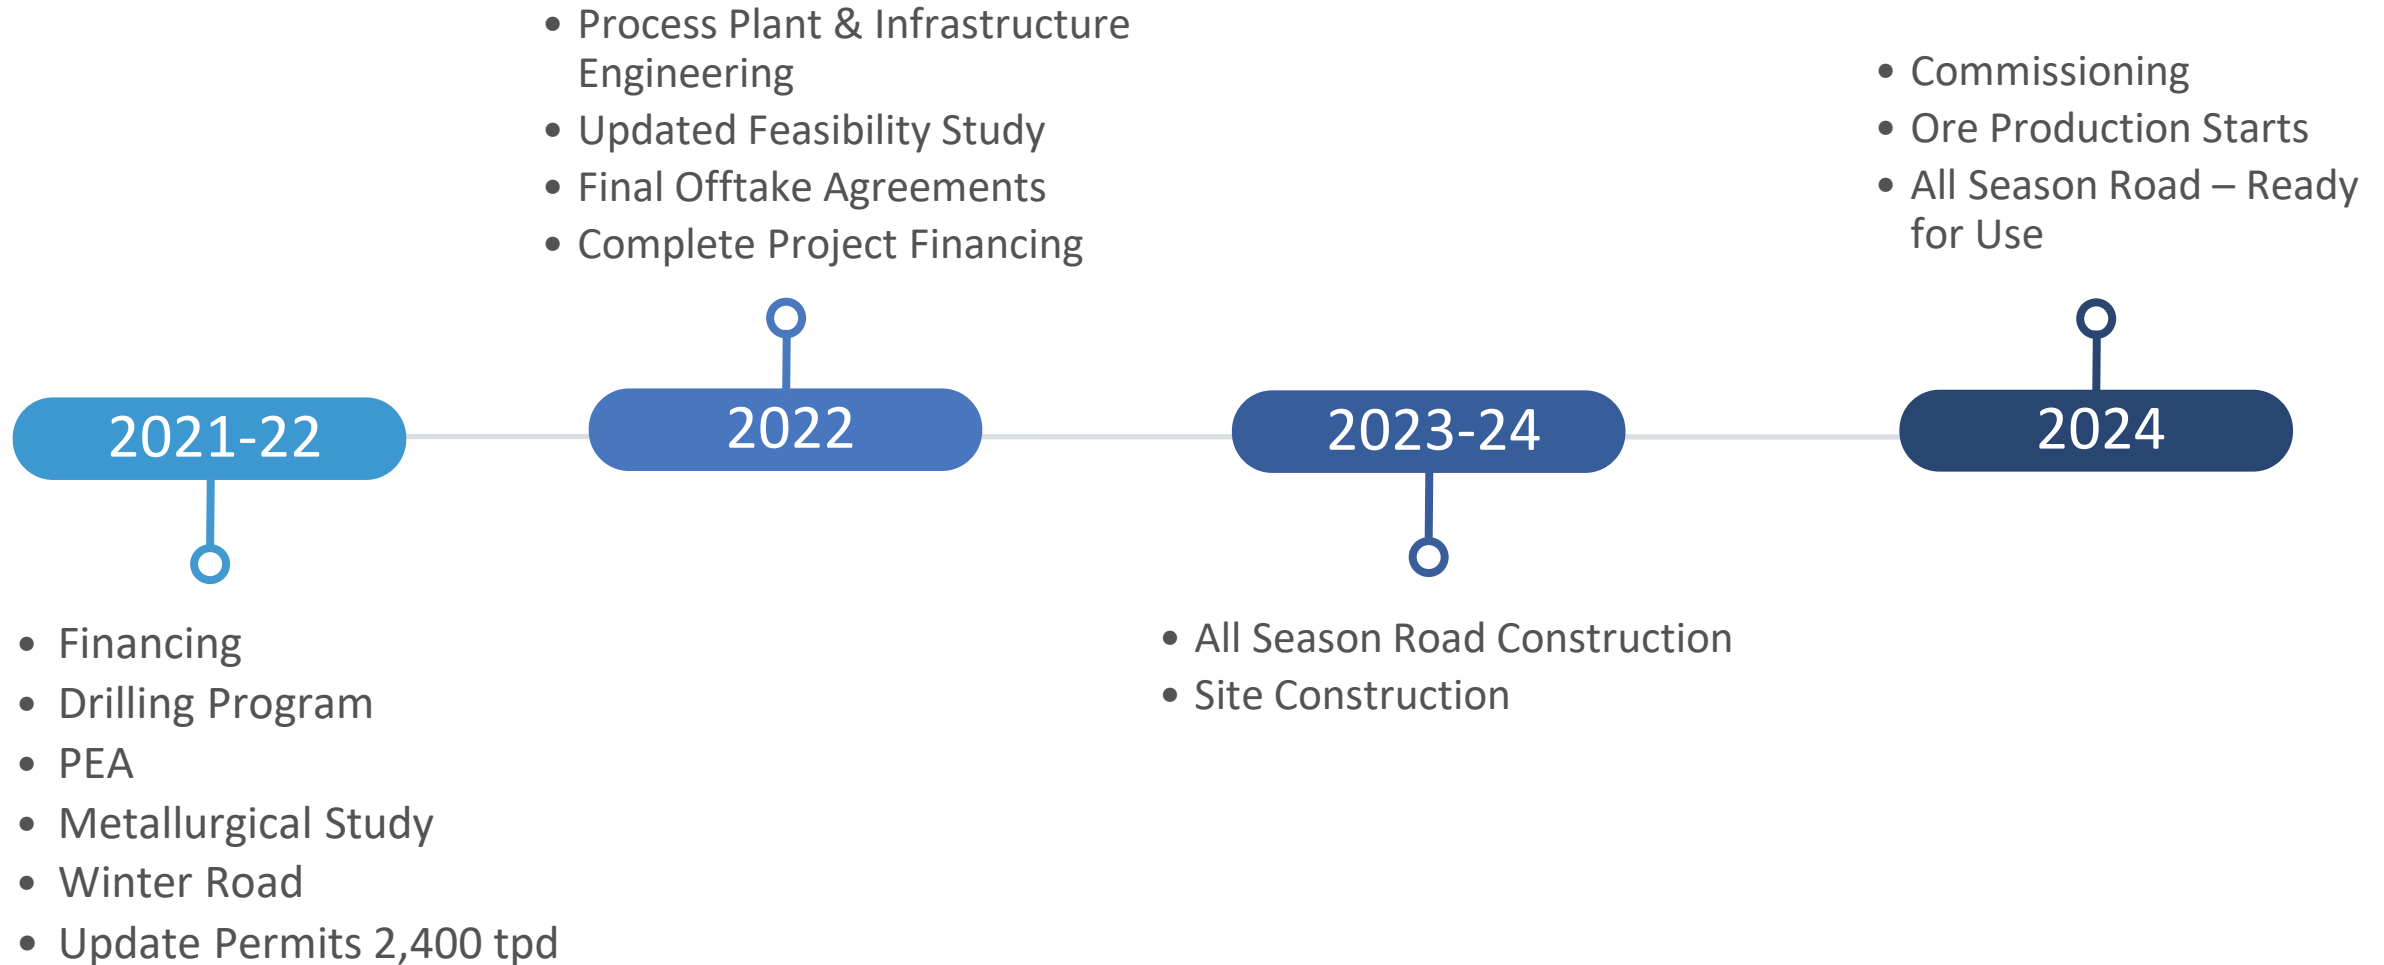 • Process Plant & Infrastructure
Engineering
• Updated Feasibility Study
• Final Offtake Agreements
• Complete Project Financing
• Commissioning
• Ore Production Starts
• All Season Road – Ready
for Use
2021-22
2022
2023-24
2024
• Financing
• Drilling Program
• PEA
• Metallurgical Study
• Winter Road
• Update Permits 2,400 tpd
• All Season Road Construction
• Site Construction